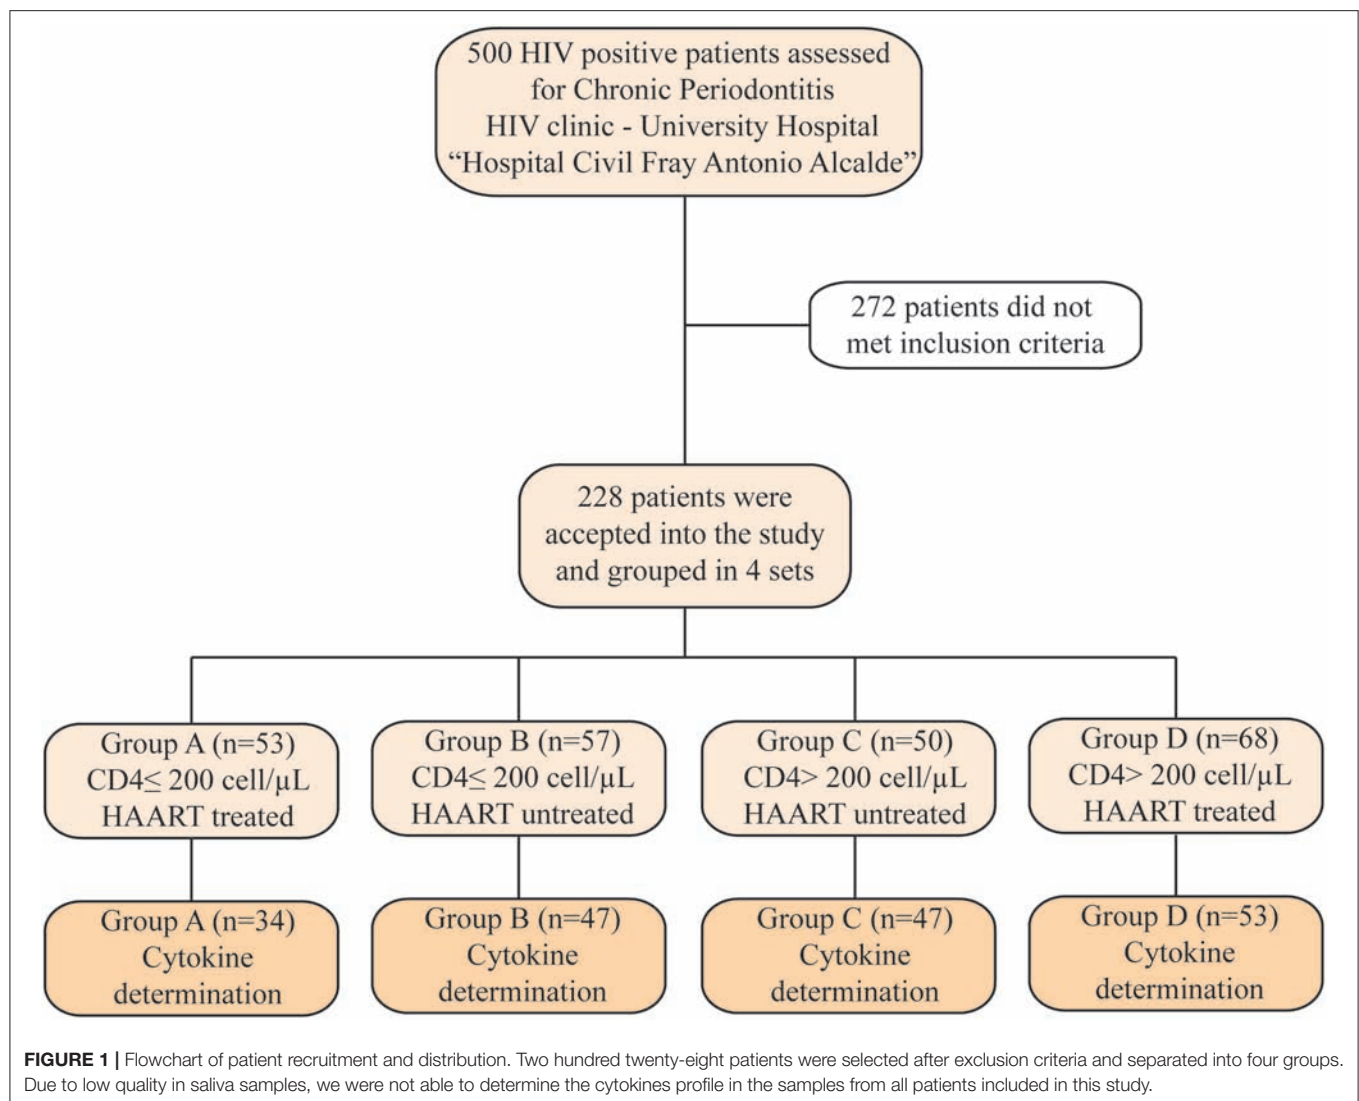 500 HIV positive patients assessed
for Chronic Periodontitis
HIV clinic - University Hospital
“Hospital Civil Fray Antonio Alcalde”
272 patients did not
met inclusion criteria
228 patients were
accepted into the study
and grouped in 4 sets
Group A (n=53)
CD4≤ 200 cell/µL
HAART treated
Group B (n=57)
CD4≤ 200 cell/µL
HAART untreated
Group C (n=50)
CD4> 200 cell/µL
HAART untreated
Group D (n=68)
CD4> 200 cell/µL
HAART treated
Group A (n=34)
Cytokine
determination
Group B (n=47)
Cytokine
determination
Group C (n=47)
Cytokine
determination
Group D (n=53)
Cytokine
determination
FIGURE 1 | Flowchart of patient recruitment and distribution. Two hundred twenty-eight patients were selected after exclusion criteria and separated into four groups.
Due to low quality in saliva samples, we were not able to determine the cytokines profile in the samples from all patients included in this study.